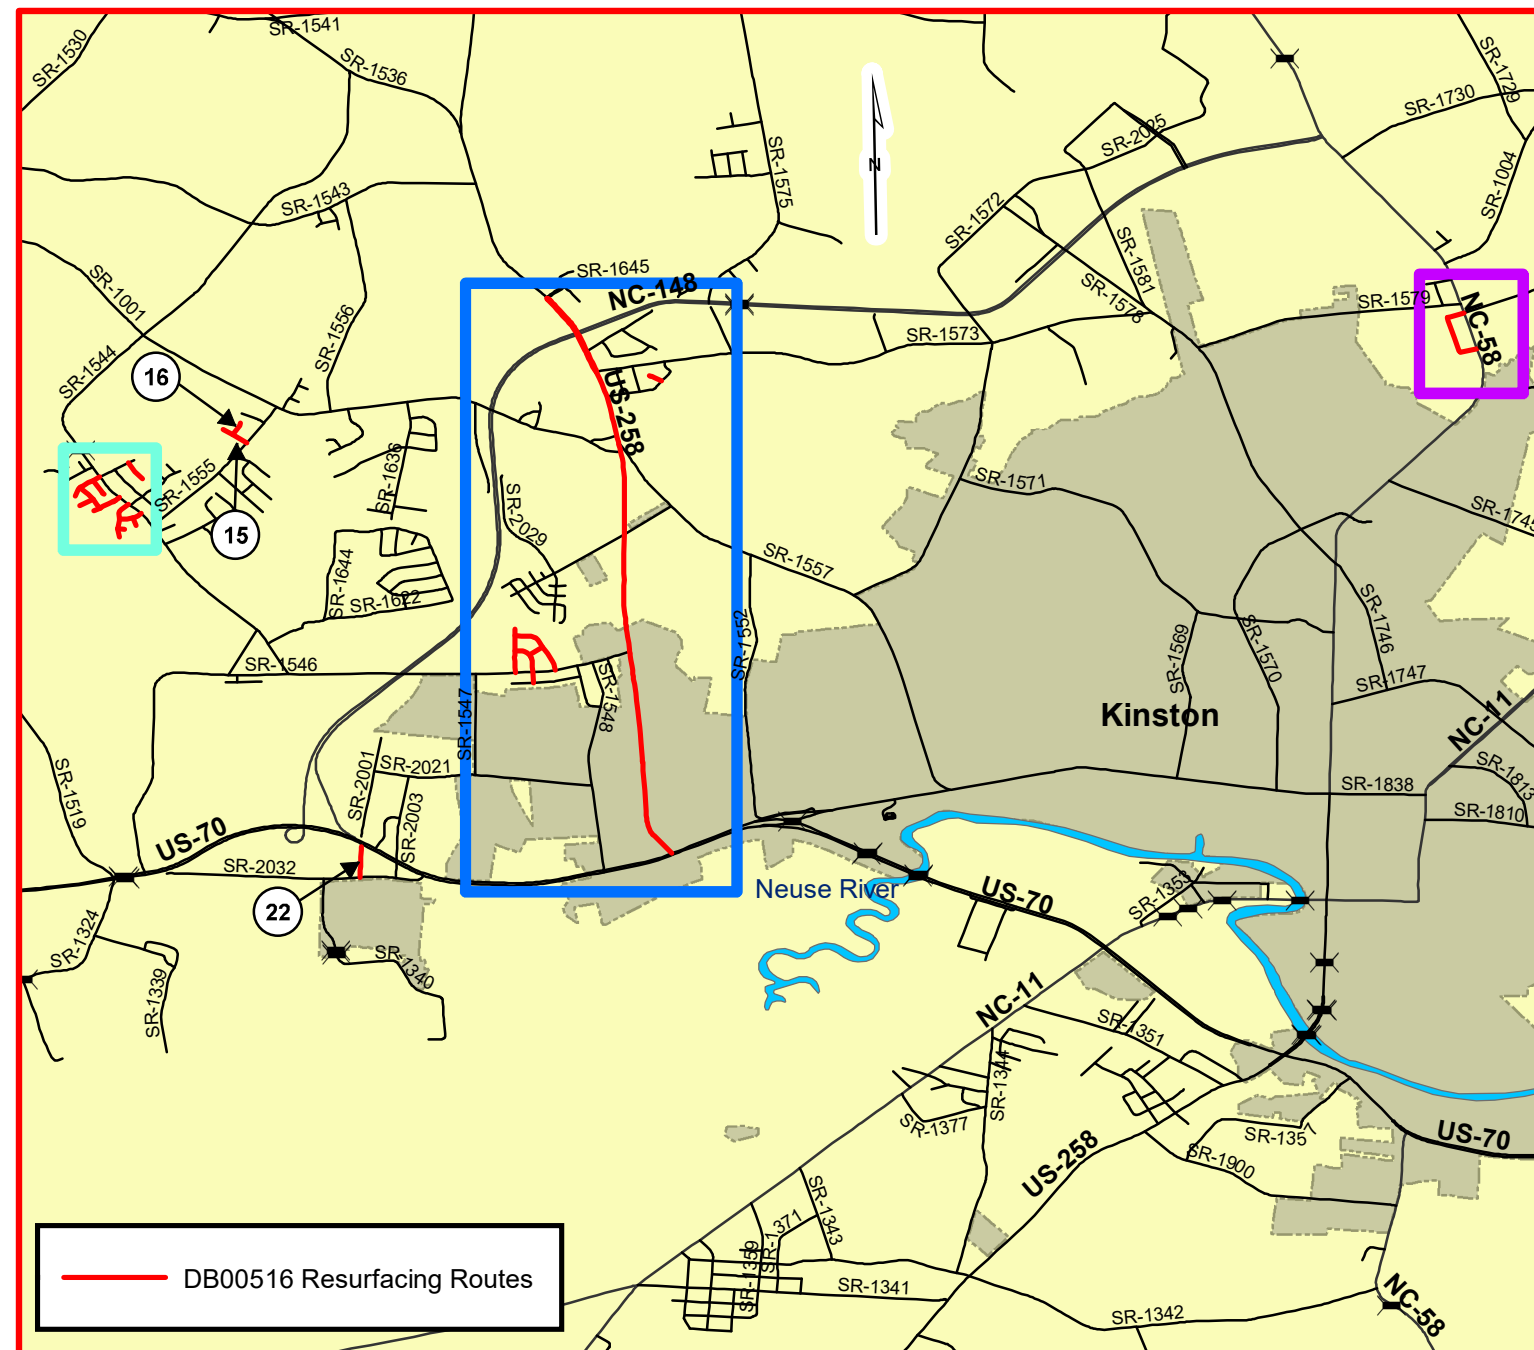 SR-1541
SR-1530
SR-1536
SR-1729
SR-1730
SR-2025
SR-1575
SR-1004
N
SR-1543
SR-1572
SR-1581
SR-1645
NC-148
SR-1001
SR-1578
SR-1579
NC-58
SR-1556
SR-1573
SR-1544
16
US-258
SR-1636
SR-1555
SR-1571
SR-2029
SR-1745
15
SR-1557
SR-1644
SR-1622
SR-1746
SR-1552
SR-1569
SR-1570
SR-1546
SR-1547
SR-1548
SR-1747
Kinston
NC-11
SR-2001
SR-2021
SR-1519
SR-2003
SR-1838
SR-1813
SR-1810
US-70
SR-2032
22
Neuse River
US-70
SR-1353
SR-1324
SR-1340
SR-1339
NC-11
SR-1351
SR-1344
SR-1377
SR-1357
US-70
US-258
SR-1900
SR-1343
SR-1371
SR-1359
SR-1341
SR-1342
NC-58
DB00516 Resurfacing Routes